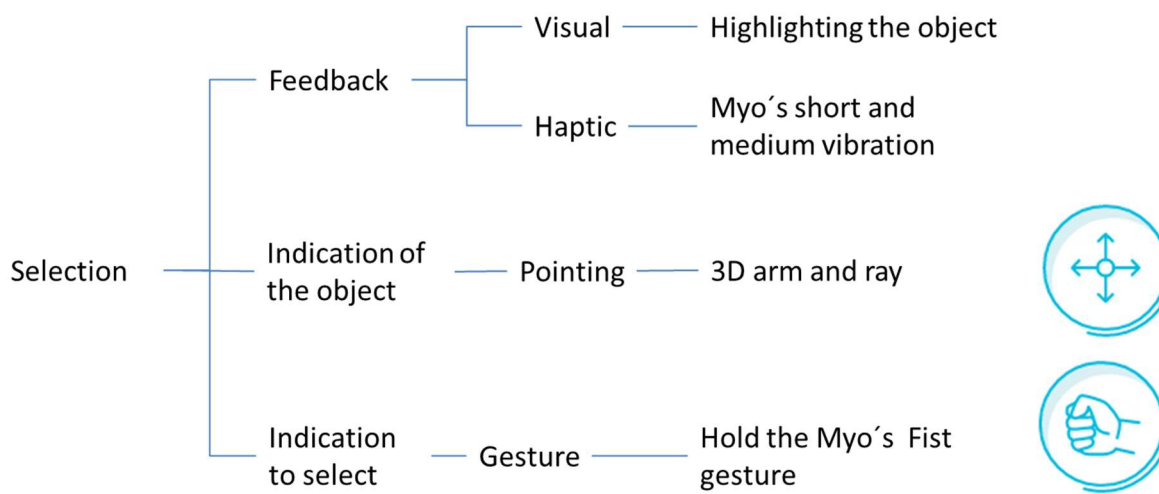 Visual
Highlighting the object
Feedback
Haptic
Myo´s short and
medium vibration
Selection
Indication of
the object
Pointing
3D arm and ray
Indication
to select
Gesture
Hold the Myo´s  Fist
gesture